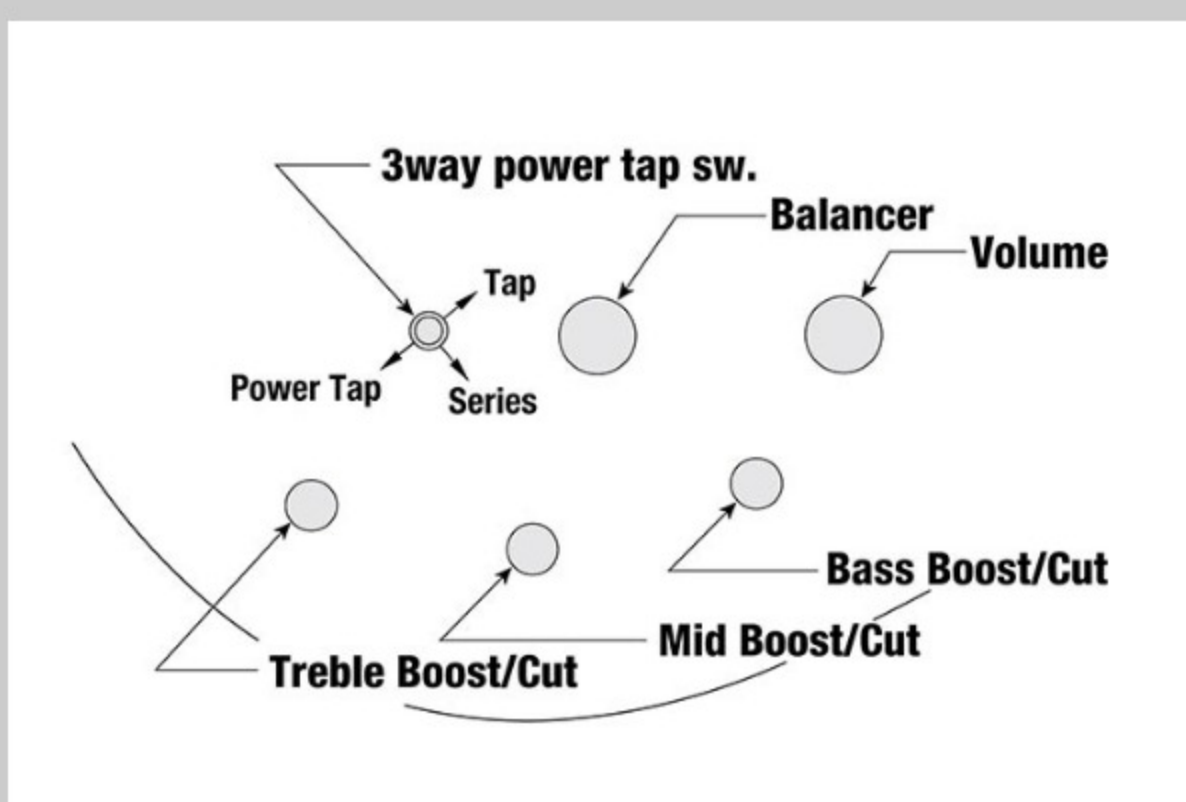 3way power tap sw.
Balancer
Volume
Tap
Power Tap
Series
Bass Boost/Cut
Mid Boost/Cut
Treble Boost/Cut